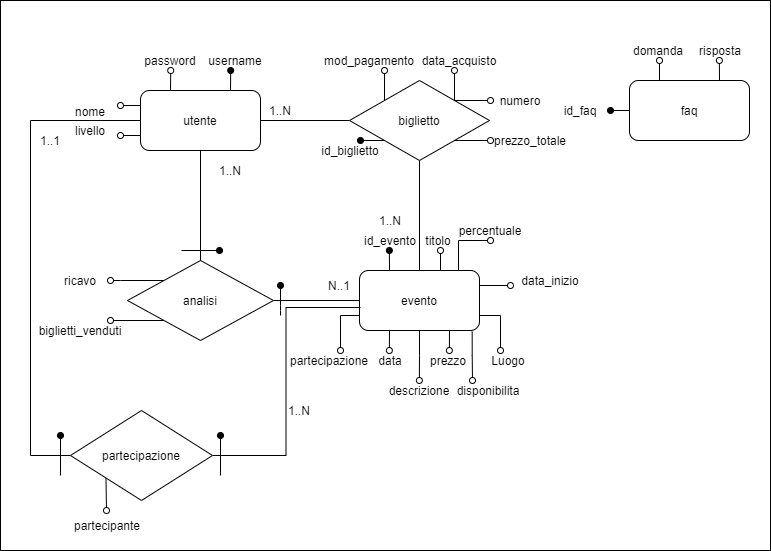 domanda
risposta
password
username
mod_pagamento
data_acquisto
nome
utente
1..N
biglietto
numero
id_faq
faq
livello
1..1
id_biglietto
prezzo_totale
1..N
1..N
percentuale
id_evento
titolo
ricavo
analisi
N..1
evento
data_inizio
biglietti_venduti
partecipazione
data
prezzo
Luogo
descrizione
disponibilita
1..N
partecipazione
partecipante